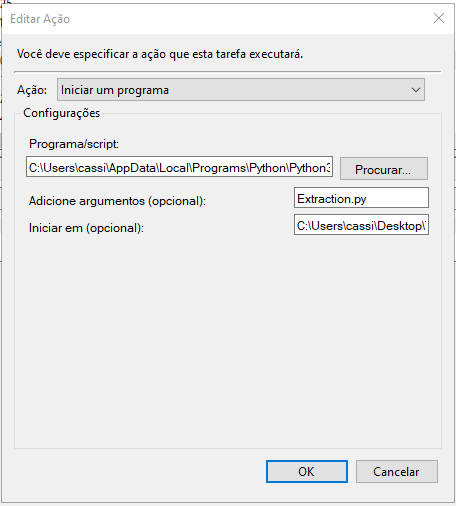 Editar Ação
Você deve especificar a ação que esta tarefa executará.
Ação: Iniciar um programa
Configurações
Programa/script:
C:\Users\cassi\AppData\Local\Programs\Python\Python3
Procurar...
Adicione argumentos (opcional): Extraction.py
Iniciar em (opcional): C:\Users\cassi\Desktop\
OK Cancelar